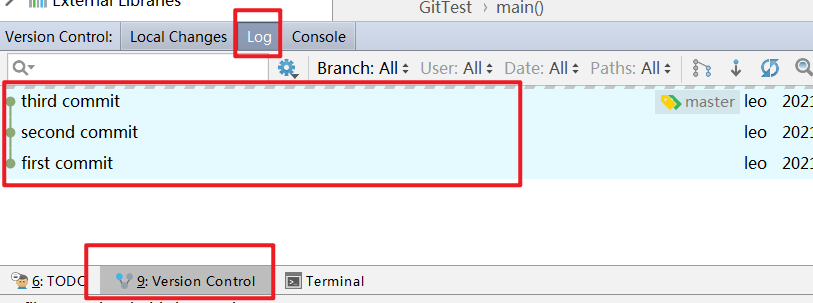 External Libraries
GitTest > main()
Version Control: Local Changes Log Console
Branch: All User: All Date: All Paths: All
third commit master leo 2021
second commit leo 2021
first commit leo 2021
6: TODO 9: Version Control Terminal